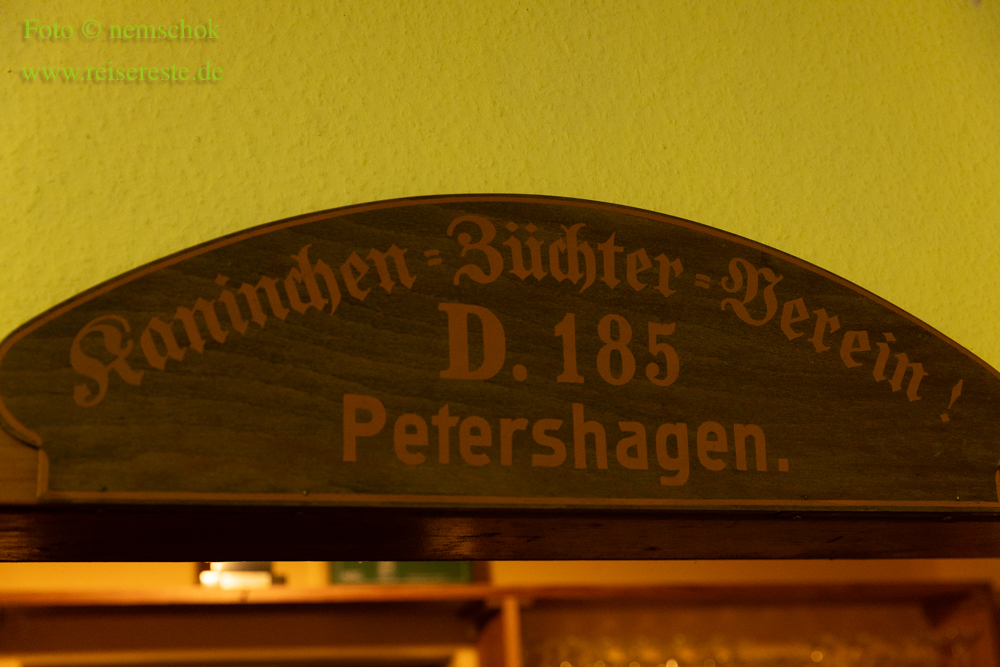 Foto © nemschok
www.reisereste.de
Kaninchen=Züchter=Verein!
D. 185
Petershagen.